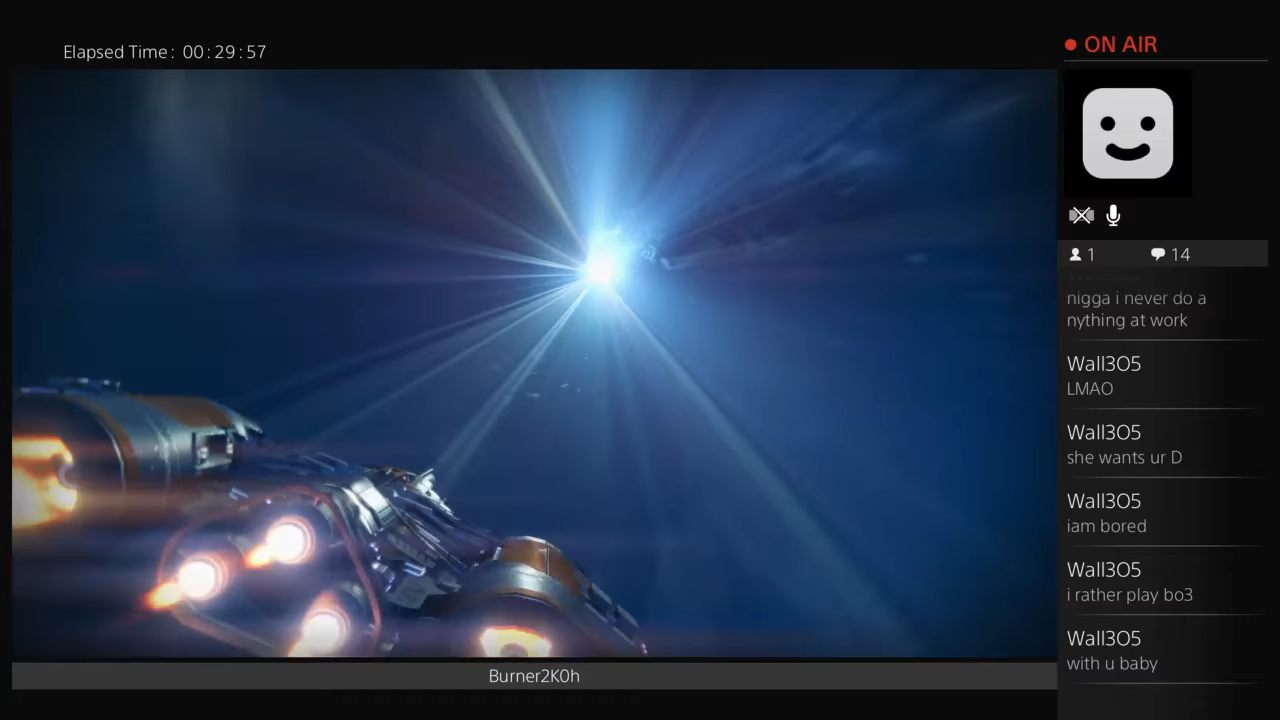 Elapsed Time: 00:29:57
ON AIR
1 14
nigga i never do a
nything at work
Wall3O5
LMAO
Wall3O5
she wants ur D
Wall3O5
iam bored
Wall3O5
i rather play bo3
Wall3O5
with u baby
Burner2K0h